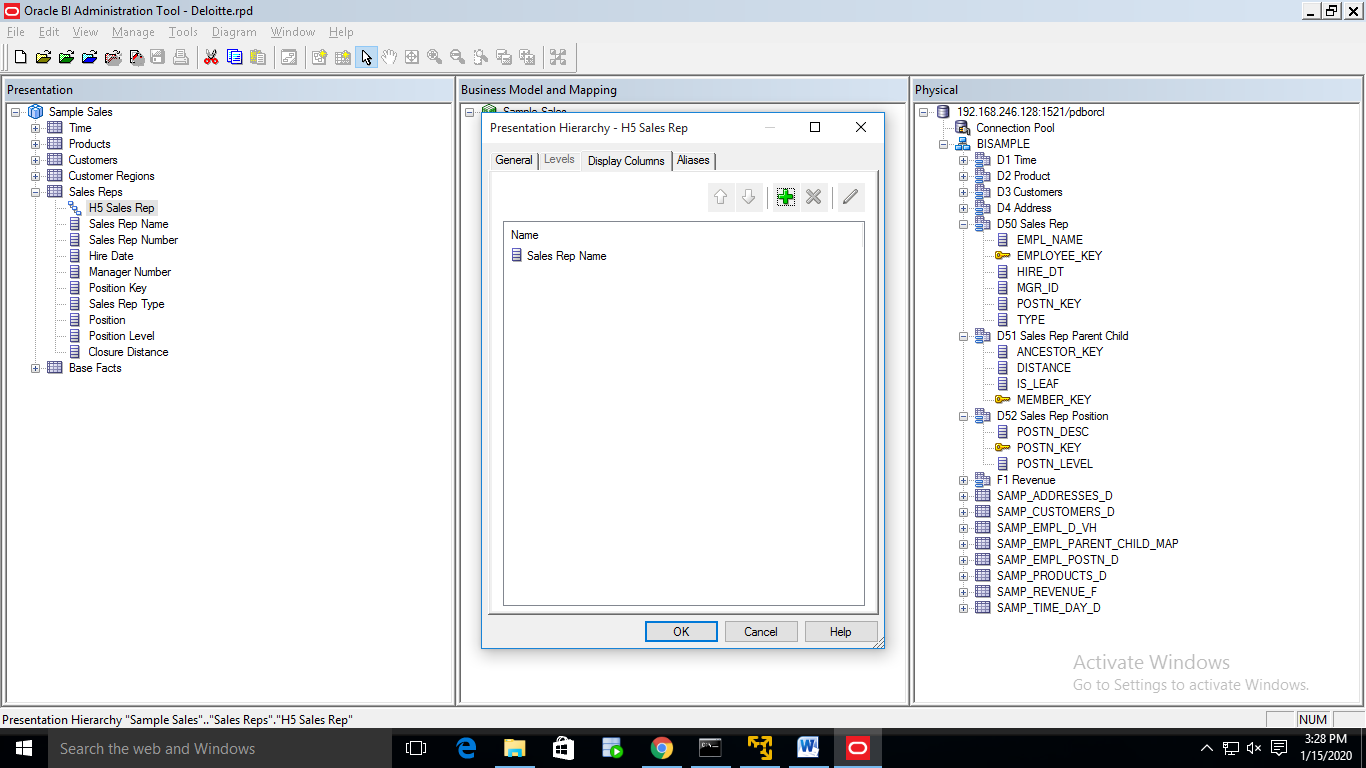 Oracle BI Administration Tool - Deloitte.rpd
File Edit View Manage Tools Diagram Window Help
Presentation
Sample Sales
Time
Products
Customers
Customer Regions
Sales Reps
H5 Sales Rep
Sales Rep Name
Sales Rep Number
Hire Date
Manager Number
Position Key
Sales Rep Type
Position
Position Level
Closure Distance
Base Facts
Business Model and Mapping
Sample Sales
Presentation Hierarchy - H5 Sales Rep
General Levels Display Columns Aliases
Name
Sales Rep Name
OK Cancel Help
Physical
192.168.246.128:1521/pdborcl
Connection Pool
BISAMPLE
D1 Time
D2 Product
D3 Customers
D4 Address
D50 Sales Rep
EMPL_NAME
EMPLOYEE_KEY
HIRE_DT
MGR_ID
POSTN_KEY
TYPE
D51 Sales Rep Parent Child
ANCESTOR_KEY
DISTANCE
IS_LEAF
MEMBER_KEY
D52 Sales Rep Position
POSTN_DESC
POSTN_KEY
POSTN_LEVEL
F1 Revenue
SAMP_ADDRESSES_D
SAMP_CUSTOMERS_D
SAMP_EMPL_D_VH
SAMP_EMPL_PARENT_CHILD_MAP
SAMP_EMPL_POSTN_D
SAMP_PRODUCTS_D
SAMP_REVENUE_F
SAMP_TIME_DAY_D
Activate Windows
Go to Settings to activate Windows.
Presentation Hierarchy "Sample Sales".."Sales Reps"."H5 Sales Rep"
NUM
Search the web and Windows
3:28 PM
1/15/2020